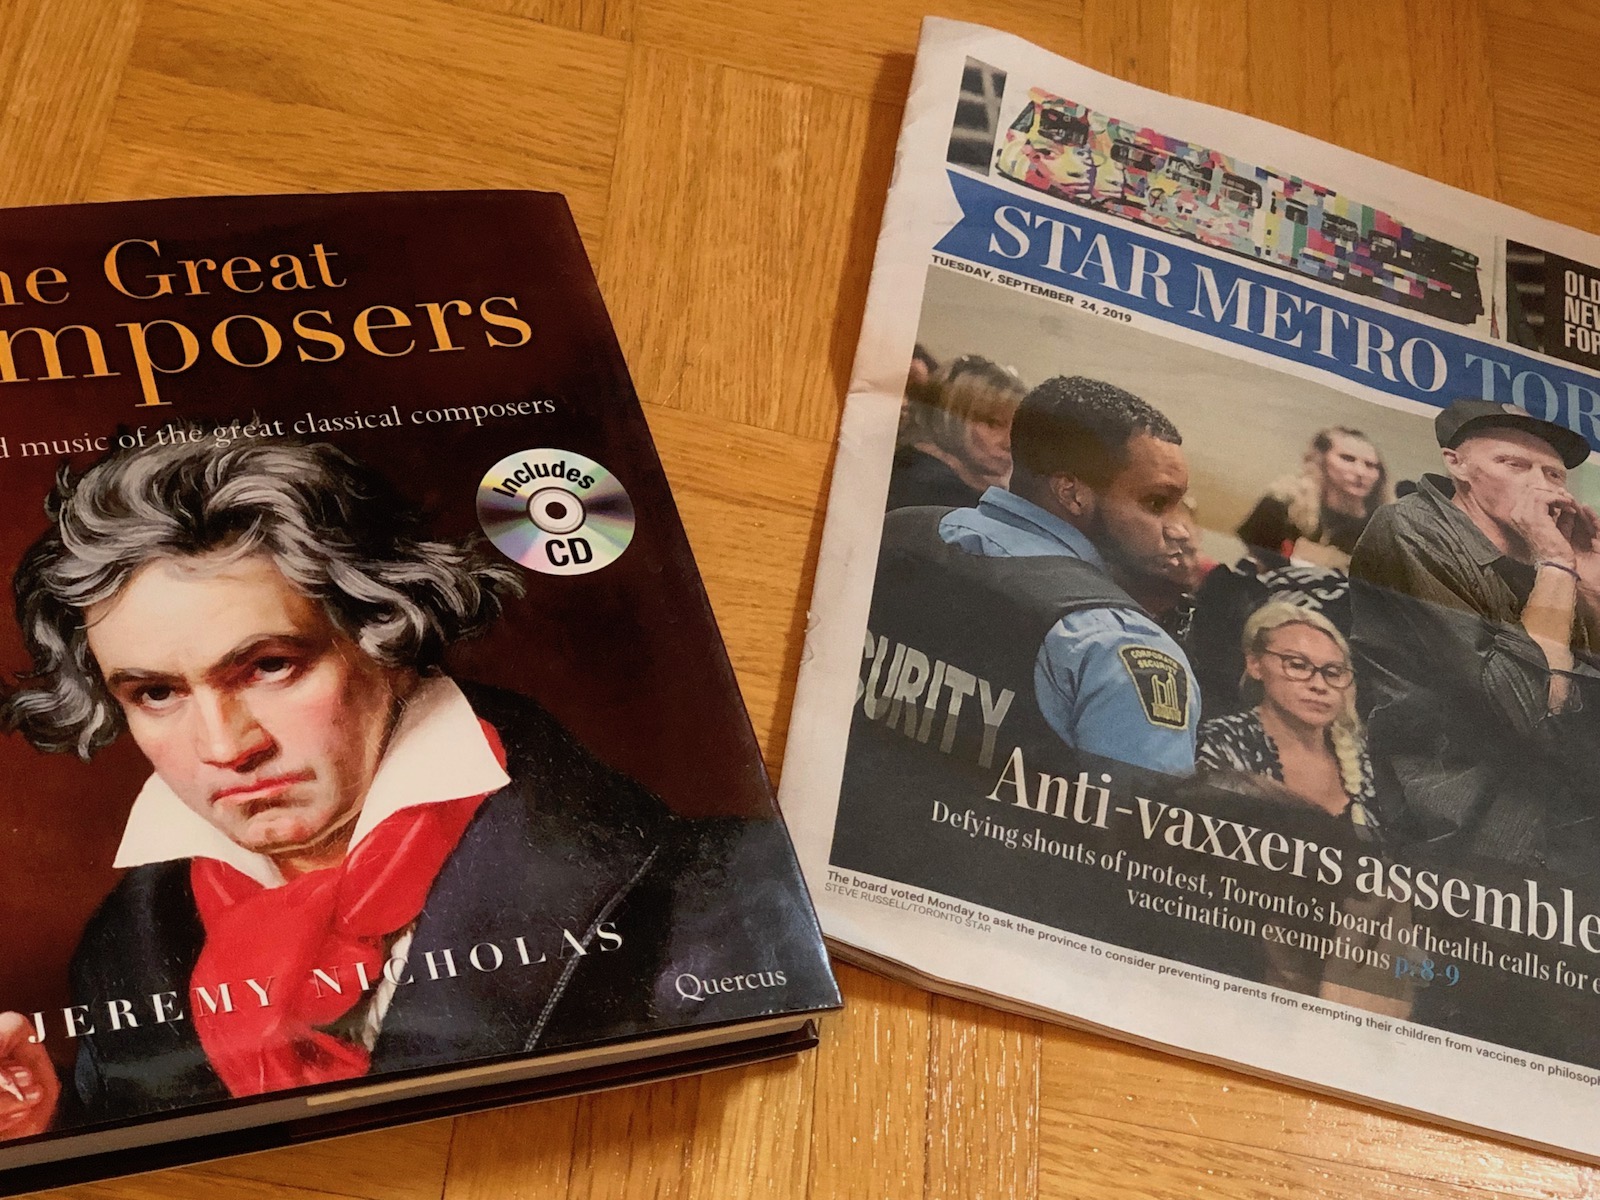 he Great
mposers
d music of the great classical composers
Includes
CD
JEREMY NICHOLAS
Quercus
STAR METRO TOR
TUESDAY, SEPTEMBER 24, 2019
OLD
NEW
FOR
CURITY
CORPORATE
SECURITY
Anti-vaxxers assemble
Defying shouts of protest, Toronto's board of health calls for e
vaccination exemptions p. 8-9
The board voted Monday to ask the province to consider preventing parents from exempting their children from vaccines on philosoph
STEVE RUSSELL/TORONTO STAR